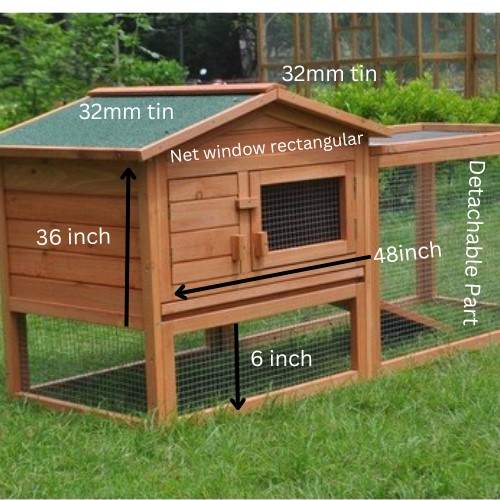 32mm tin
32mm tin
Net window rectangular
36 inch
48inch
Detachable Part
6 inch